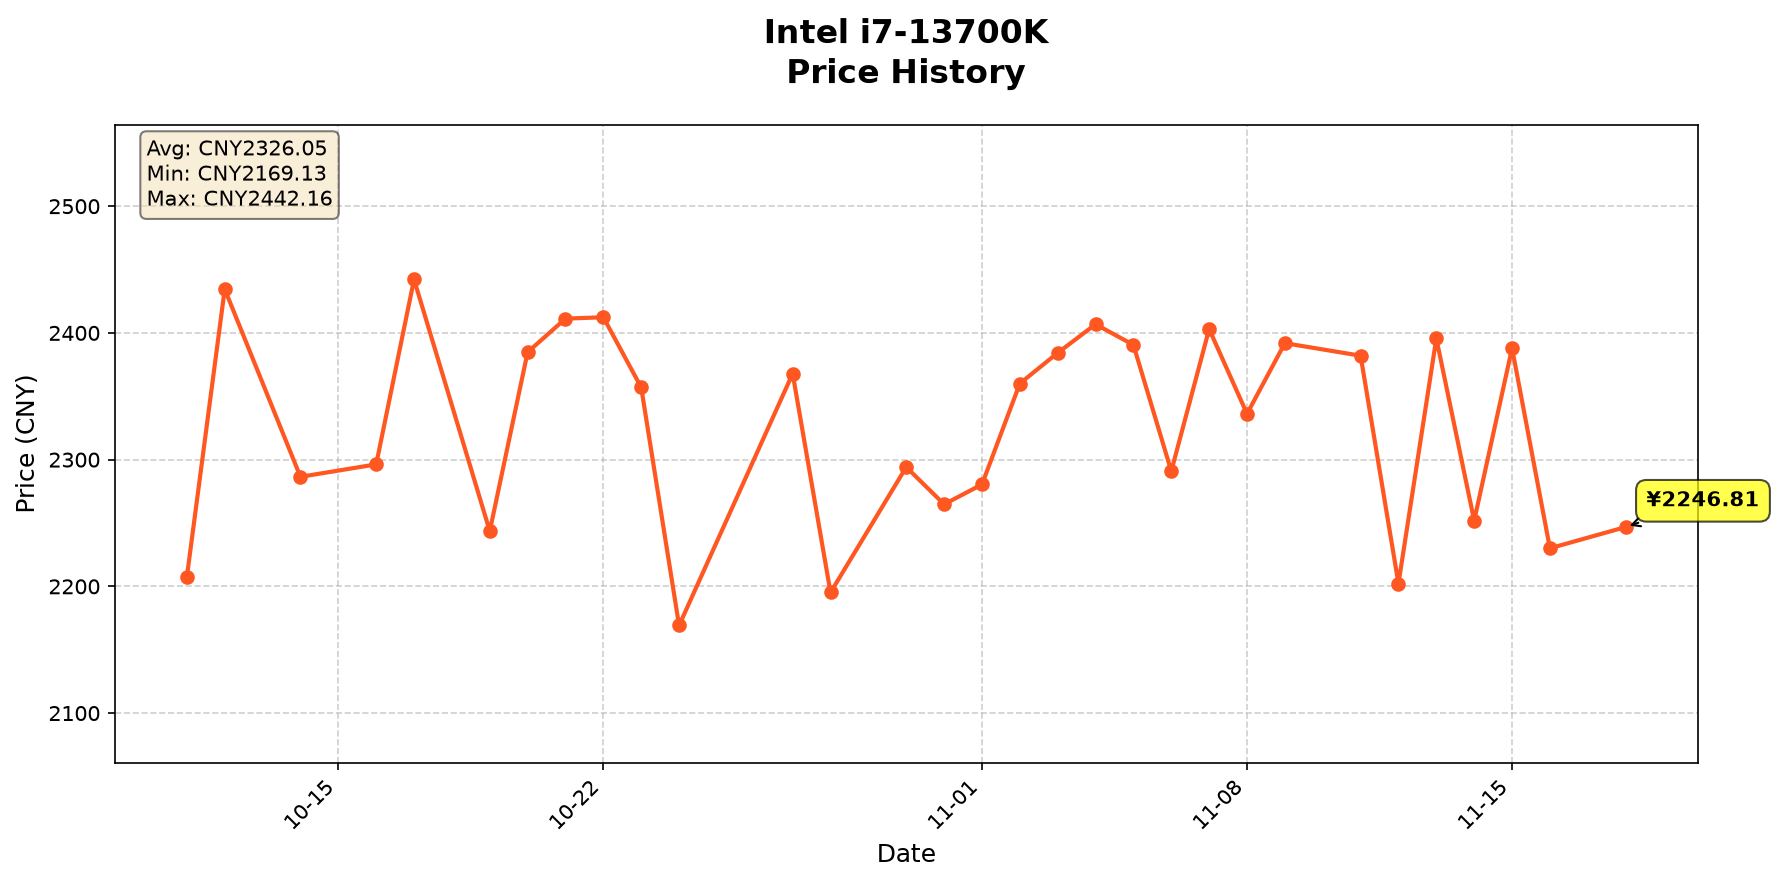 Intel i7-13700K
Price History
Avg: CNY2326.05
Min: CNY2169.13
Max: CNY2442.16
2500
2400
2300
2200
2100
Price (CNY)
¥2246.81
10-15
10-22
11-01
11-08
11-15
Date